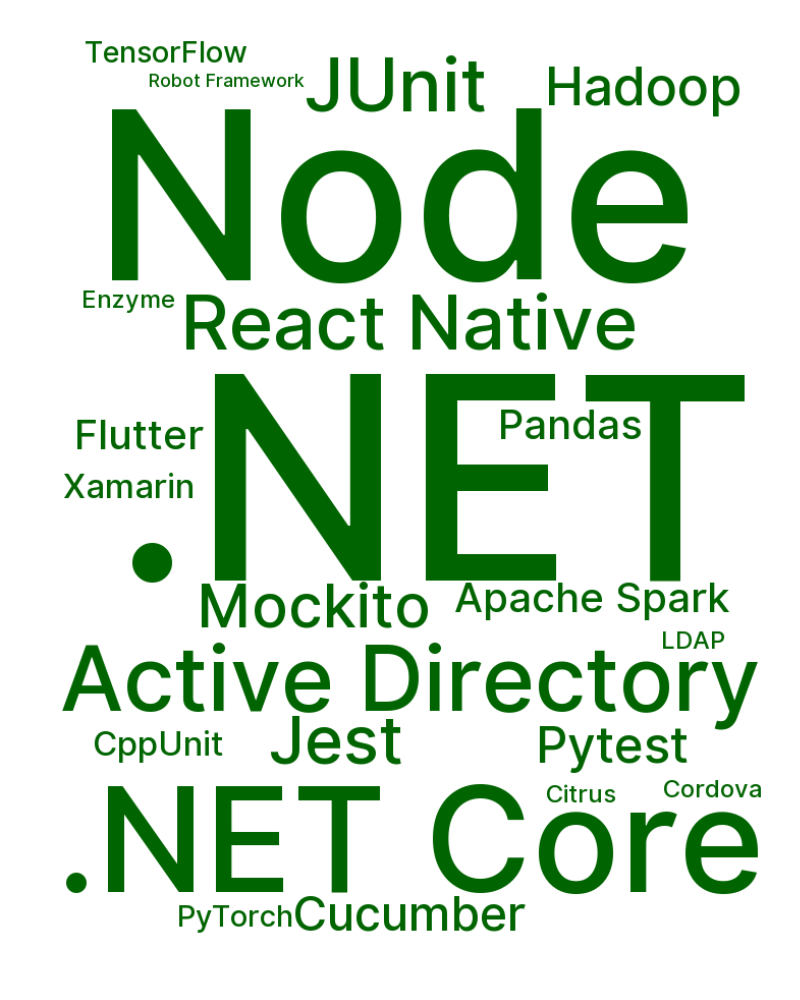 TensorFlow
Robot Framework
JUnit
Hadoop
Node
Enzyme
React Native
.NET
Pandas
Flutter
Xamarin
Mockito
Apache Spark
LDAP
Active Directory
CppUnit
Jest
Pytest
Citrus
Cordova
.NET Core
PyTorch
Cucumber